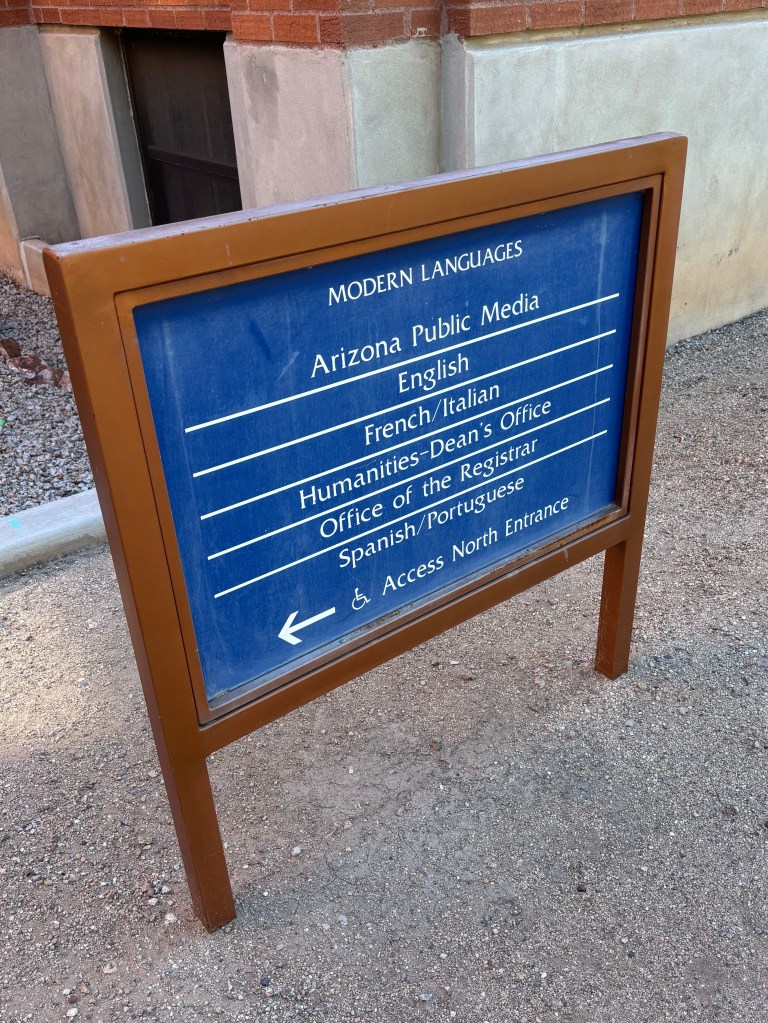 MODERN LANGUAGES
Arizona Public Media
English
French/Italian
Humanities-Dean's Office
Office of the Registrar
Spanish/Portuguese
Access North Entrance